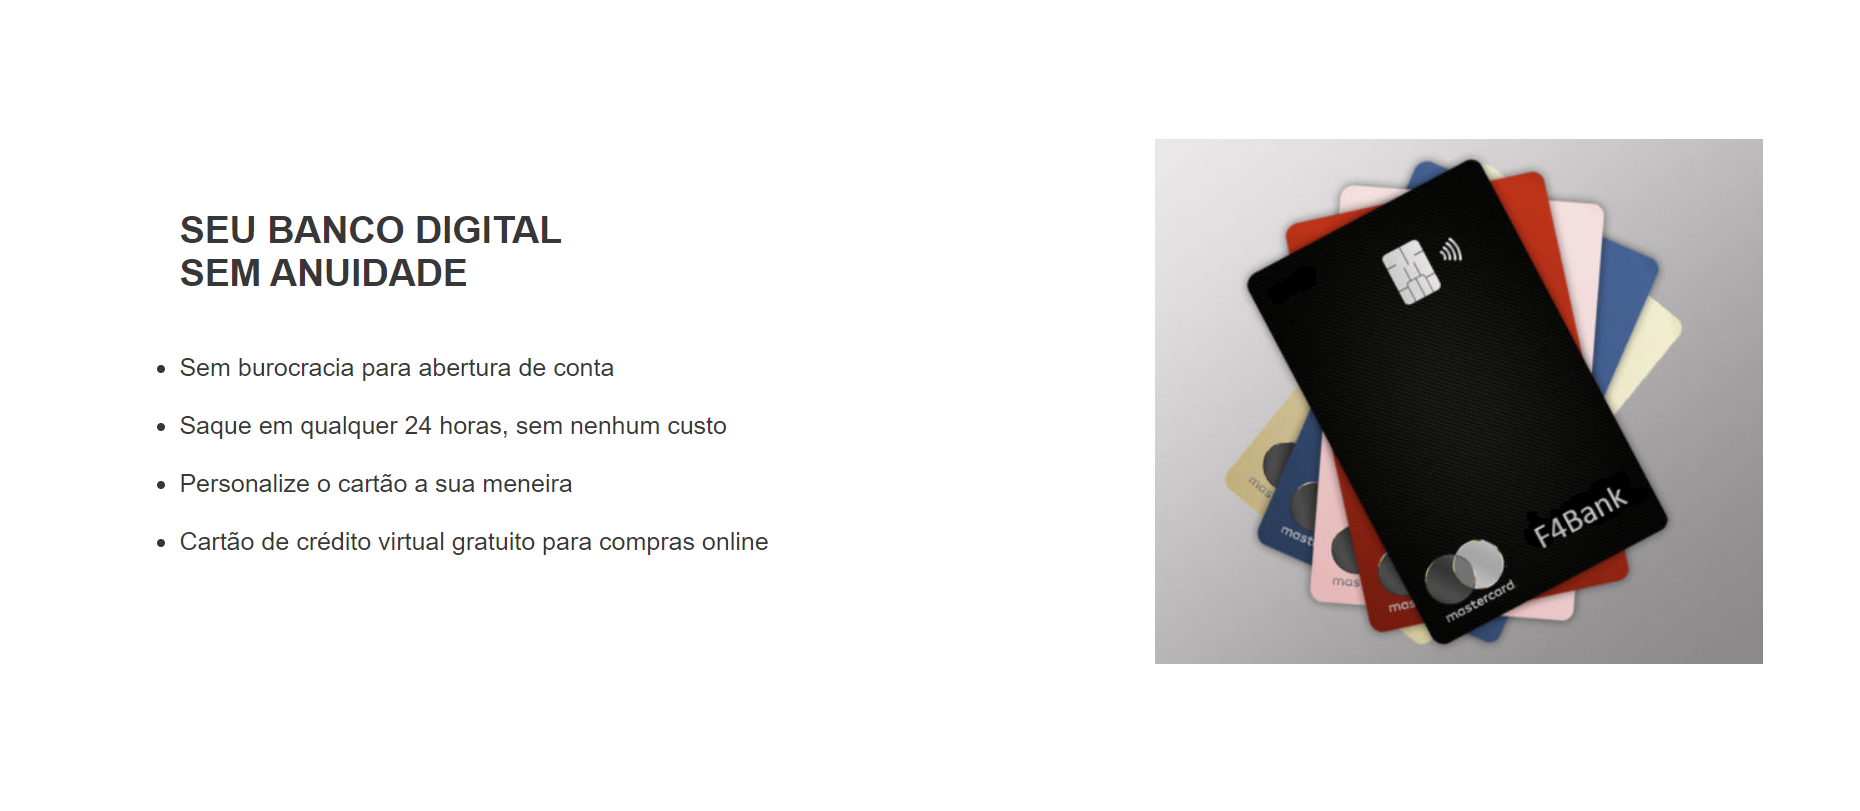 SEU BANCO DIGITAL
SEM ANUIDADE
Sem burocracia para abertura de conta
Saque em qualquer 24 horas, sem nenhum custo
Personalize o cartão a sua meneira
Cartão de crédito virtual gratuito para compras online
F4Bank
mastercard
mas
mas
maste
mas